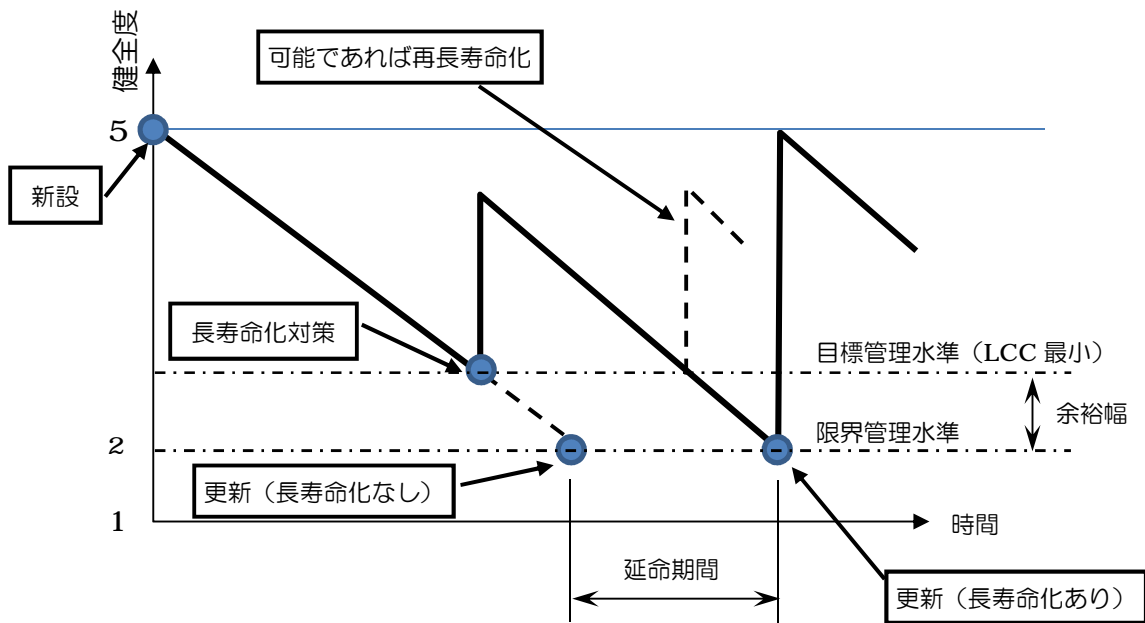 健全度
可能であれば再長寿命化
5
新設
長寿命化対策
目標管理水準（LCC 最小）
余裕幅
限界管理水準
2
更新（長寿命化なし）
1
時間
延命期間
更新（長寿命化あり）